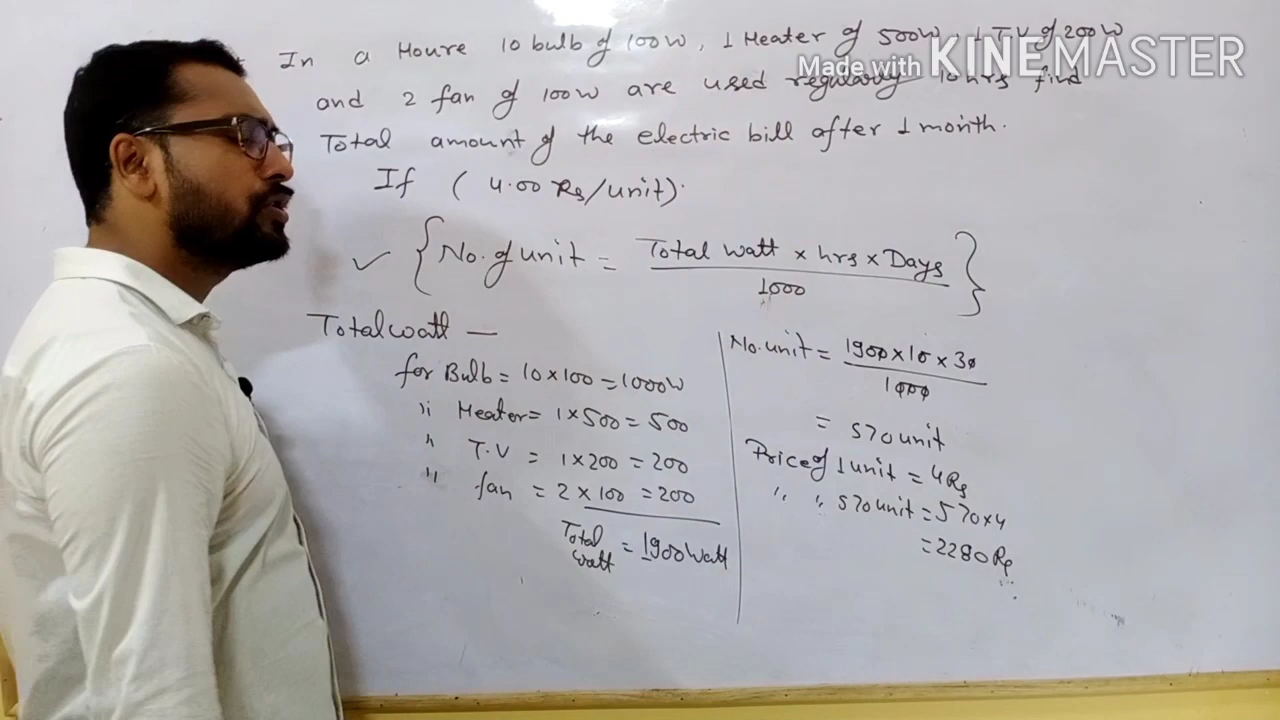 In a Houre 10 bulb of 100W, 1 Heater of 500W, 1 T.V of 200W
Made with KINEMASTER
and 2 fan of 100W are used regularly 10 hrs find
Total amount of the electric bill after 1 month.
If (4.00 Rs/unit).
✓ { No. of unit = Total watt × hrs × Days / 1000 }
Total watt —
for Bulb = 10 × 100 = 1000W
" Heater = 1 × 500 = 500
" T.V = 1 × 200 = 200
" fan = 2 × 100 = 200
Total watt = 1900 Watt
No. unit = 1900 × 10 × 30 / 1000
= 570 unit
Price of 1 unit = 4 Rs
" " 570 unit = 570 × 4
= 2280 Rs